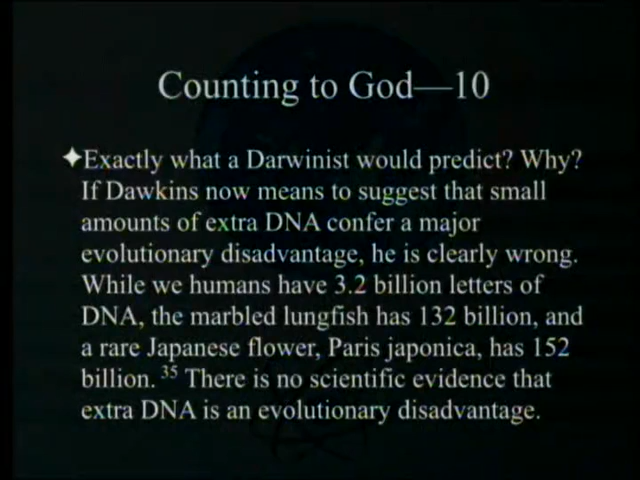 Counting to God—10
✦Exactly what a Darwinist would predict? Why?
If Dawkins now means to suggest that small
amounts of extra DNA confer a major
evolutionary disadvantage, he is clearly wrong.
While we humans have 3.2 billion letters of
DNA, the marbled lungfish has 132 billion, and
a rare Japanese flower, Paris japonica, has 152
billion. 35 There is no scientific evidence that
extra DNA is an evolutionary disadvantage.